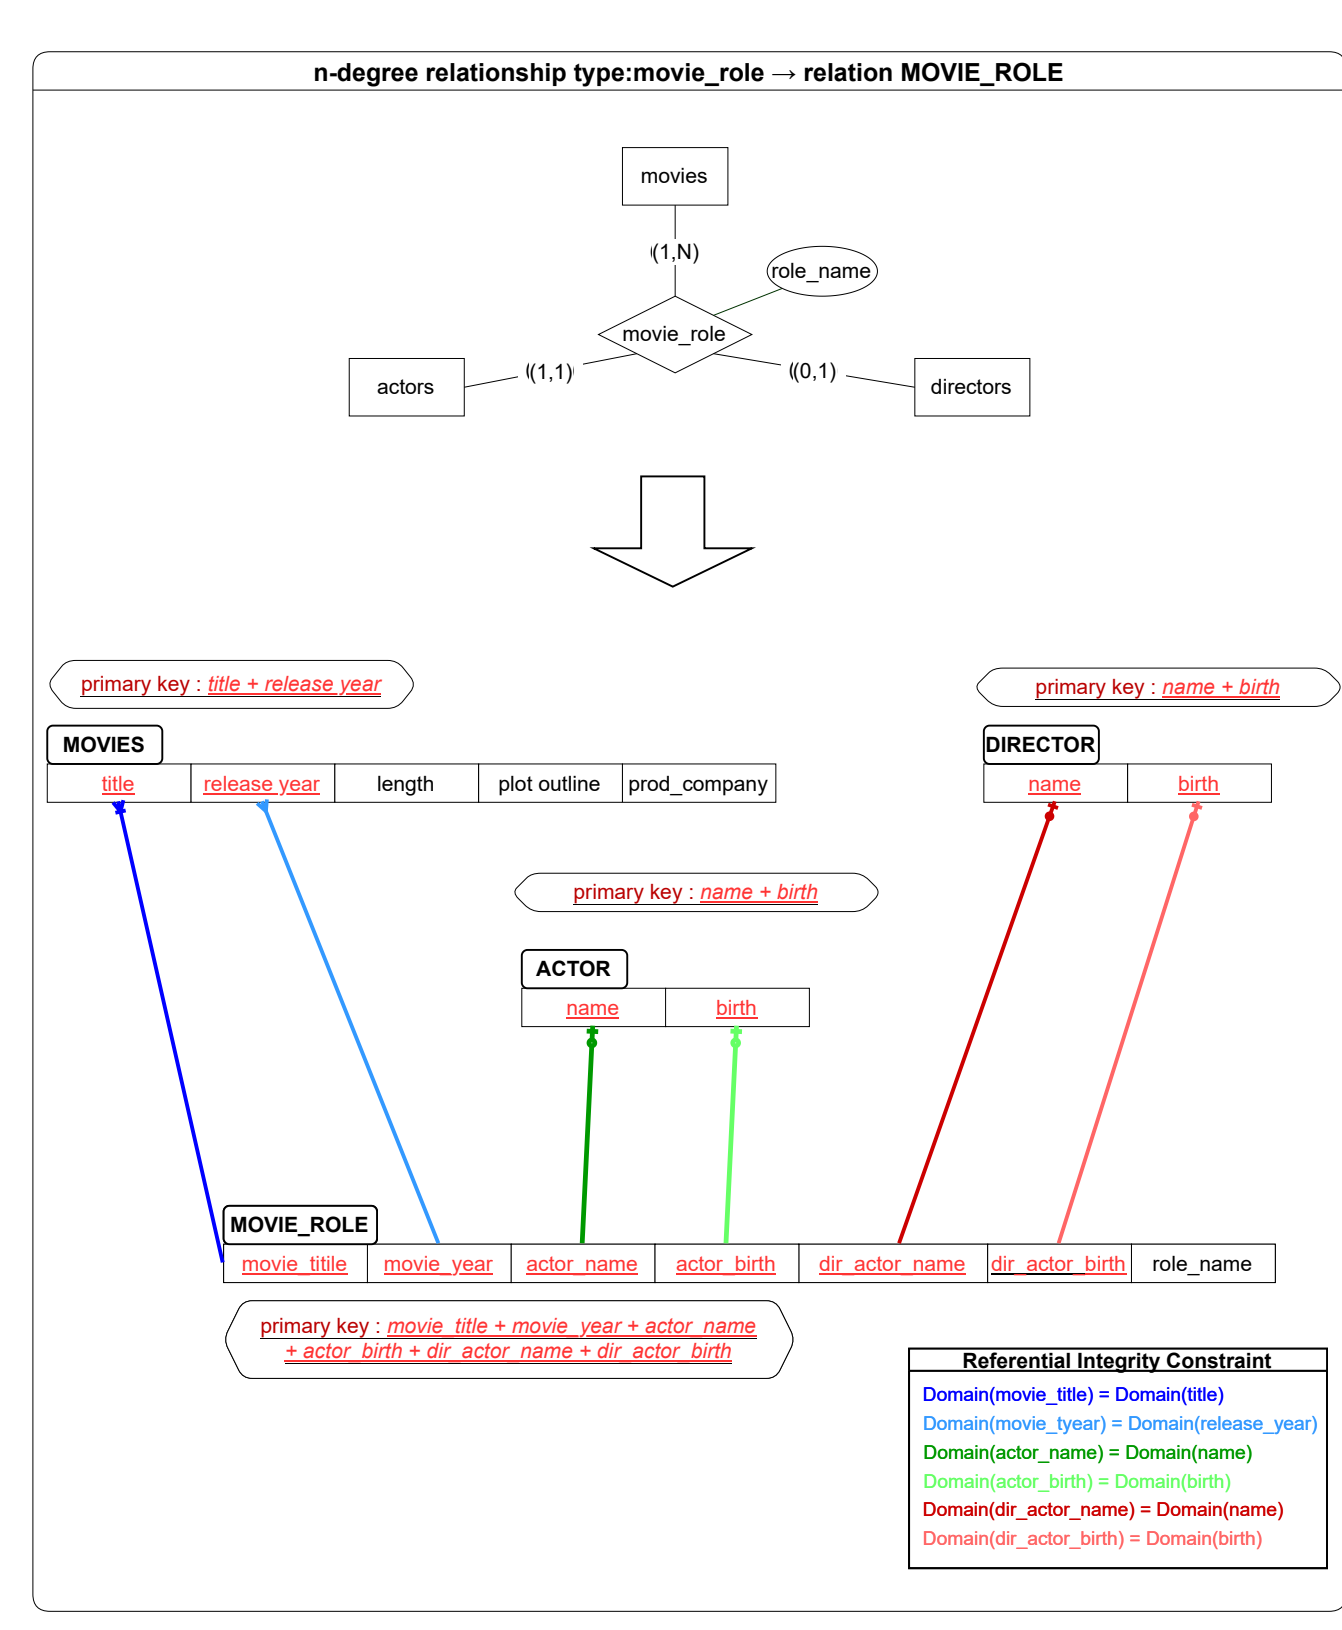 n-degree relationship type:movie_role → relation MOVIE_ROLE
movies
(1,N)
role_name
movie_role
(1,1)
(0,1)
actors
directors
primary key : title + release year
primary key : name + birth
MOVIES
DIRECTOR
title release year length plot outline prod_company
name birth
primary key : name + birth
ACTOR
name birth
MOVIE_ROLE
movie_titile movie_year actor_name actor_birth dir_actor_name dir_actor_birth role_name
primary key : movie_title + movie_year + actor_name
+ actor_birth + dir_actor_name + dir_actor_birth
Referential Integrity Constraint
Domain(movie_title) = Domain(title)
Domain(movie_tyear) = Domain(release_year)
Domain(actor_name) = Domain(name)
Domain(actor_birth) = Domain(birth)
Domain(dir_actor_name) = Domain(name)
Domain(dir_actor_birth) = Domain(birth)